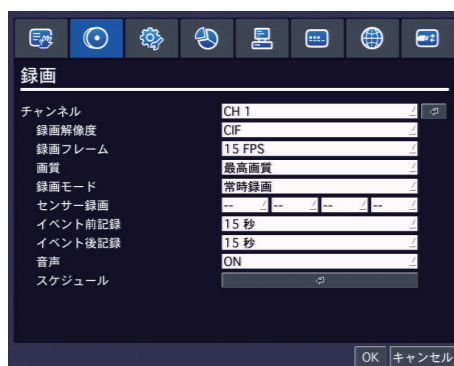 録画
チャンネル CH 1
録画解像度 CIF
録画フレーム 15 FPS
画質 最高画質
録画モード 常時録画
センサー録画 -- -- -- --
イベント前記録 15 秒
イベント後記録 15 秒
音声 ON
スケジュール
OK キャンセル